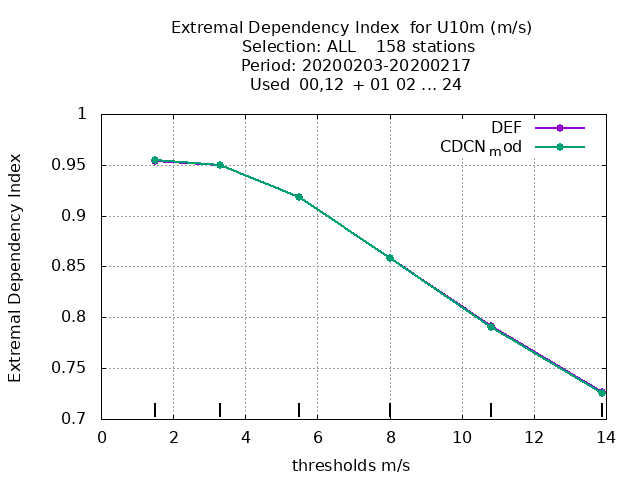 Extremal Dependency Index  for U10m (m/s)
Selection: ALL    158 stations
Period: 20200203-20200217
Used  00,12  + 01 02 ... 24
DEF
CDCNmod
1
0.95
0.9
0.85
0.8
0.75
0.7
Extremal Dependency Index
0 2 4 6 8 10 12 14
thresholds m/s